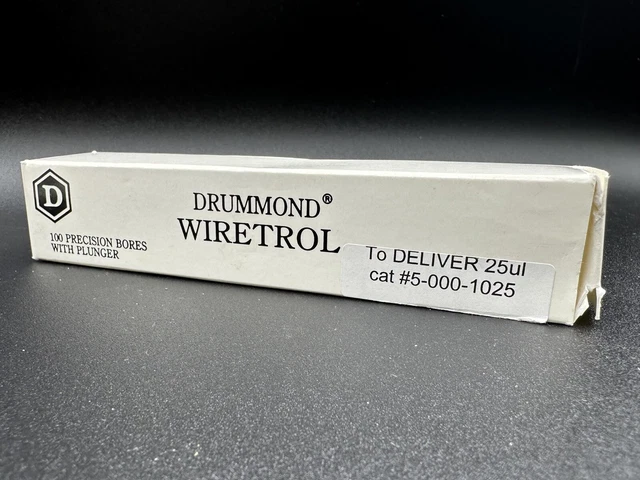 D
100 PRECISION BORES
WITH PLUNGER
DRUMMOND®
WIRETROL
To DELIVER 25ul
cat #5-000-1025